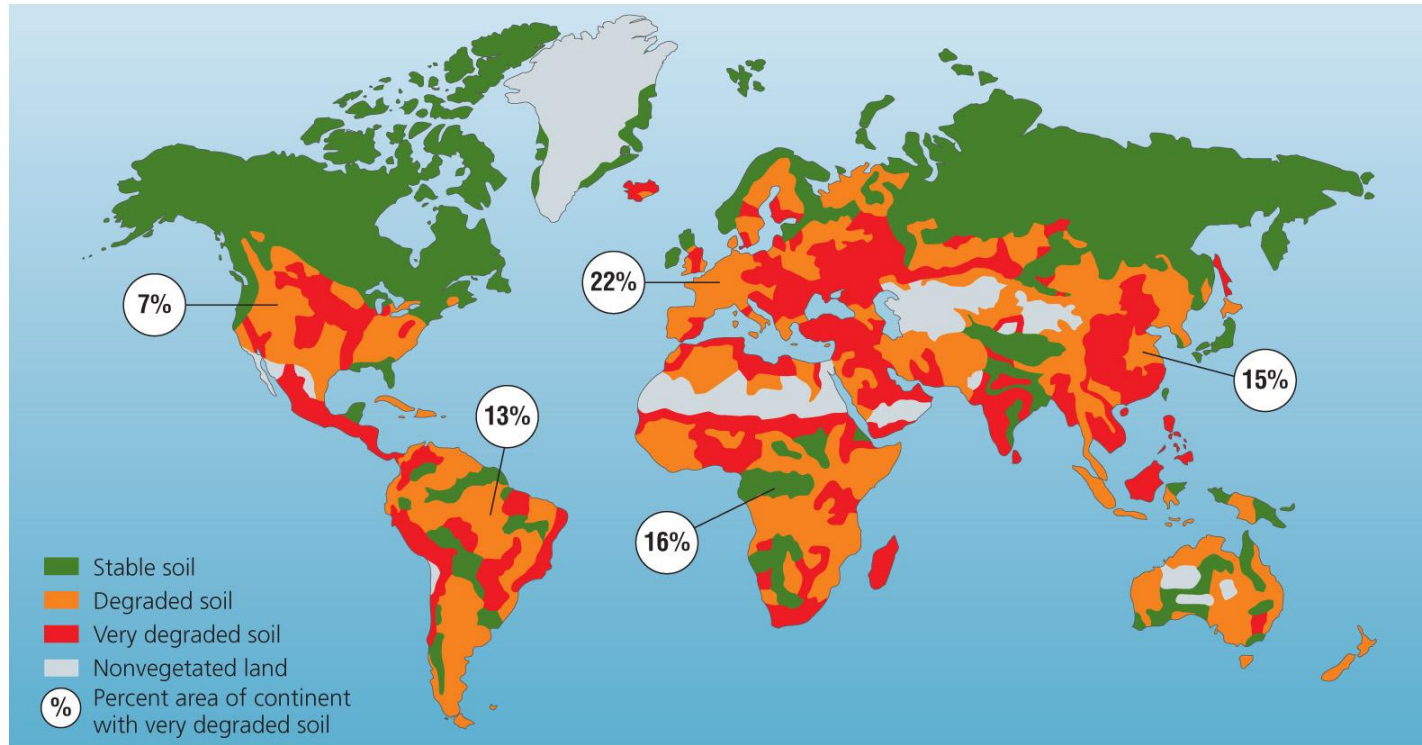 7%
22%
15%
13%
16%
Stable soil
Degraded soil
Very degraded soil
Nonvegetated land
% Percent area of continent
with very degraded soil